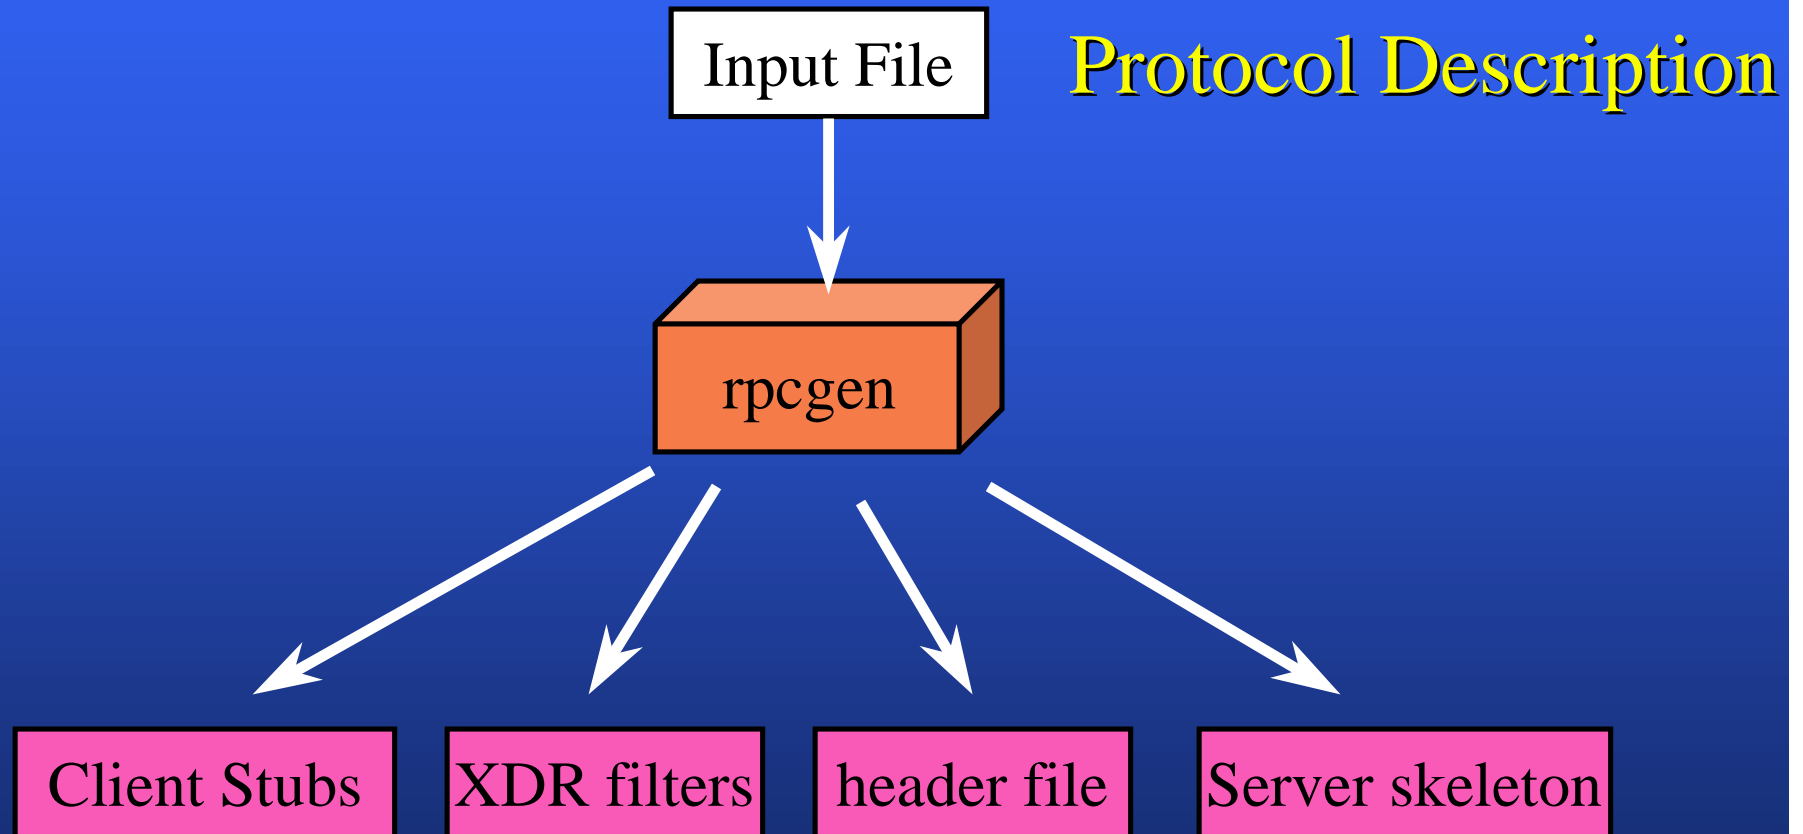 Input File
Protocol Description
rpcgen
Client Stubs
XDR filters
header file
Server skeleton